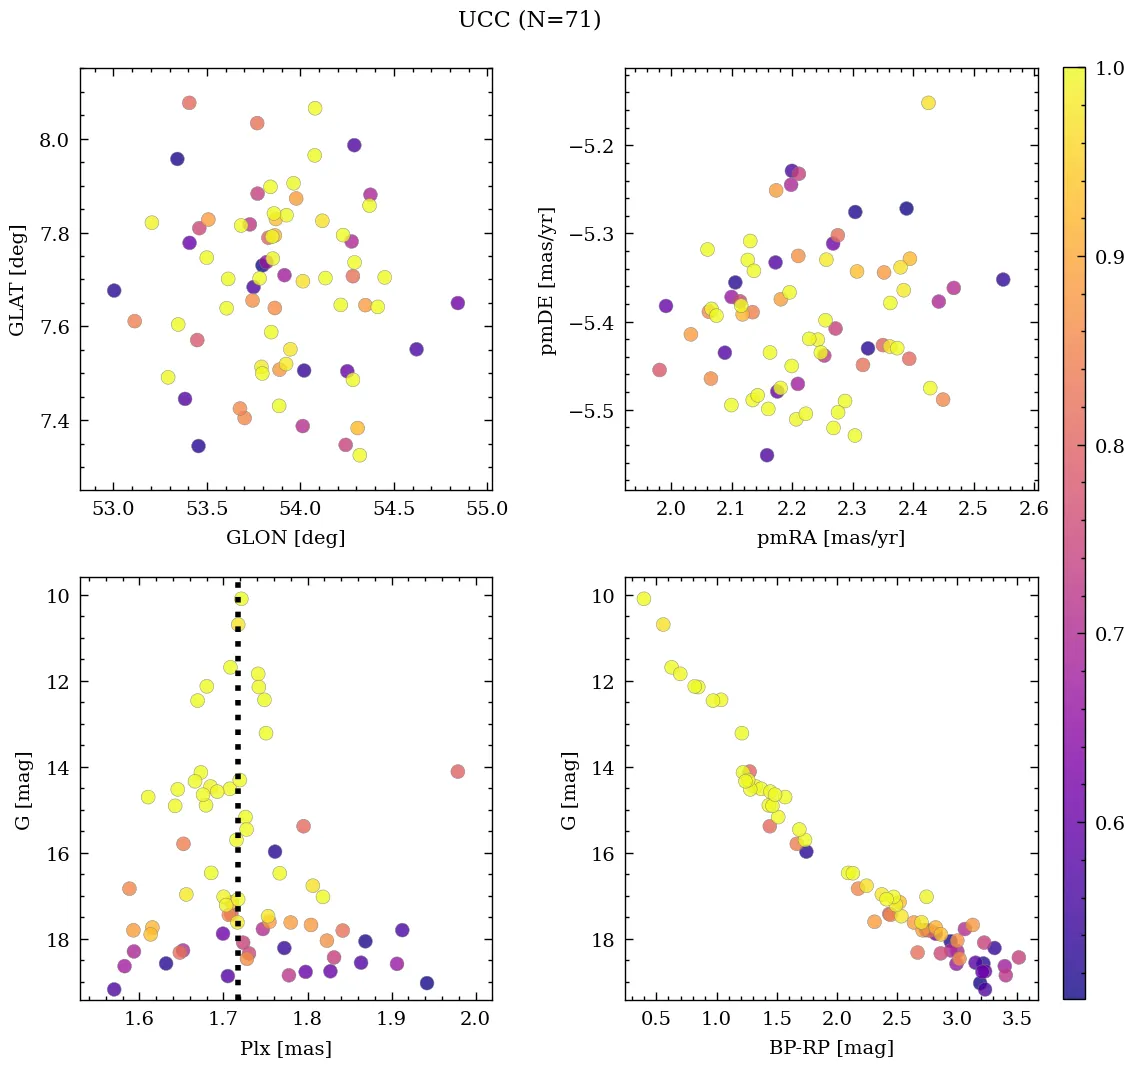 UCC (N=71)
8.0
7.8
7.6
7.4
GLAT [deg]
53.0 53.5 54.0 54.5 55.0
GLON [deg]
−5.2
−5.3
−5.4
−5.5
pmDE [mas/yr]
2.0 2.1 2.2 2.3 2.4 2.5 2.6
pmRA [mas/yr]
1.0
0.9
0.8
0.7
0.6
10
12
14
16
18
G [mag]
1.6 1.7 1.8 1.9 2.0
Plx [mas]
10
12
14
16
18
G [mag]
0.5 1.0 1.5 2.0 2.5 3.0 3.5
BP-RP [mag]